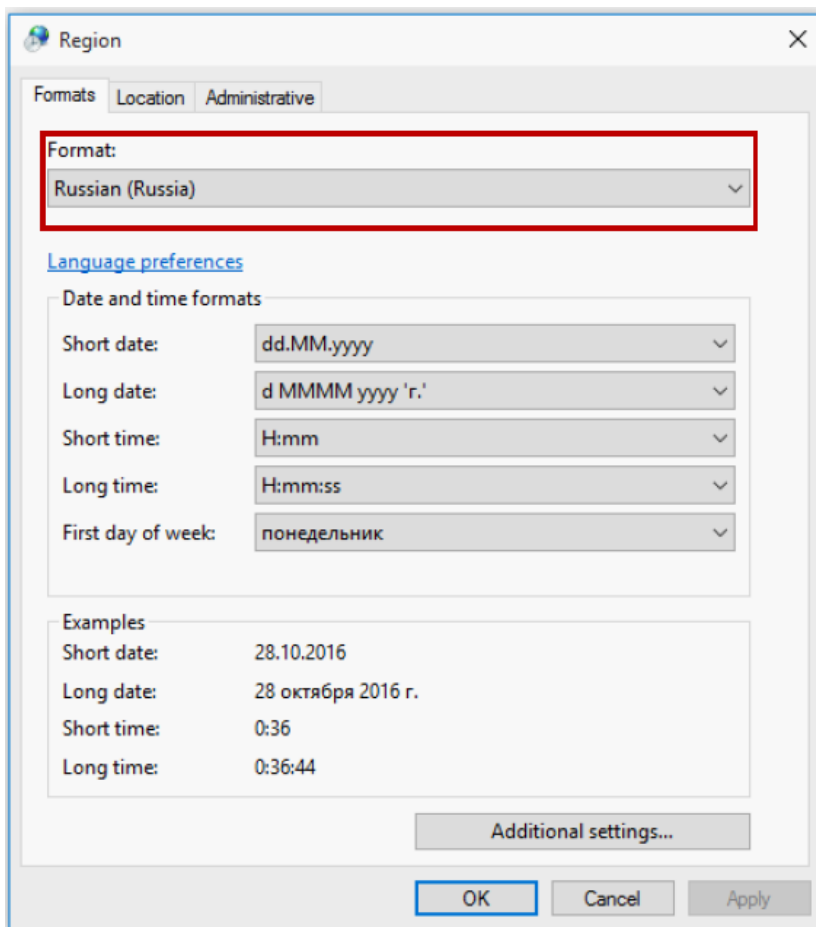 Region
Formats Location Administrative
Format:
Russian (Russia)
Language preferences
Date and time formats
Short date: dd.MM.yyyy
Long date: d MMMM yyyy 'г.'
Short time: H:mm
Long time: H:mm:ss
First day of week: понедельник
Examples
Short date: 28.10.2016
Long date: 28 октября 2016 г.
Short time: 0:36
Long time: 0:36:44
Additional settings...
OK Cancel Apply